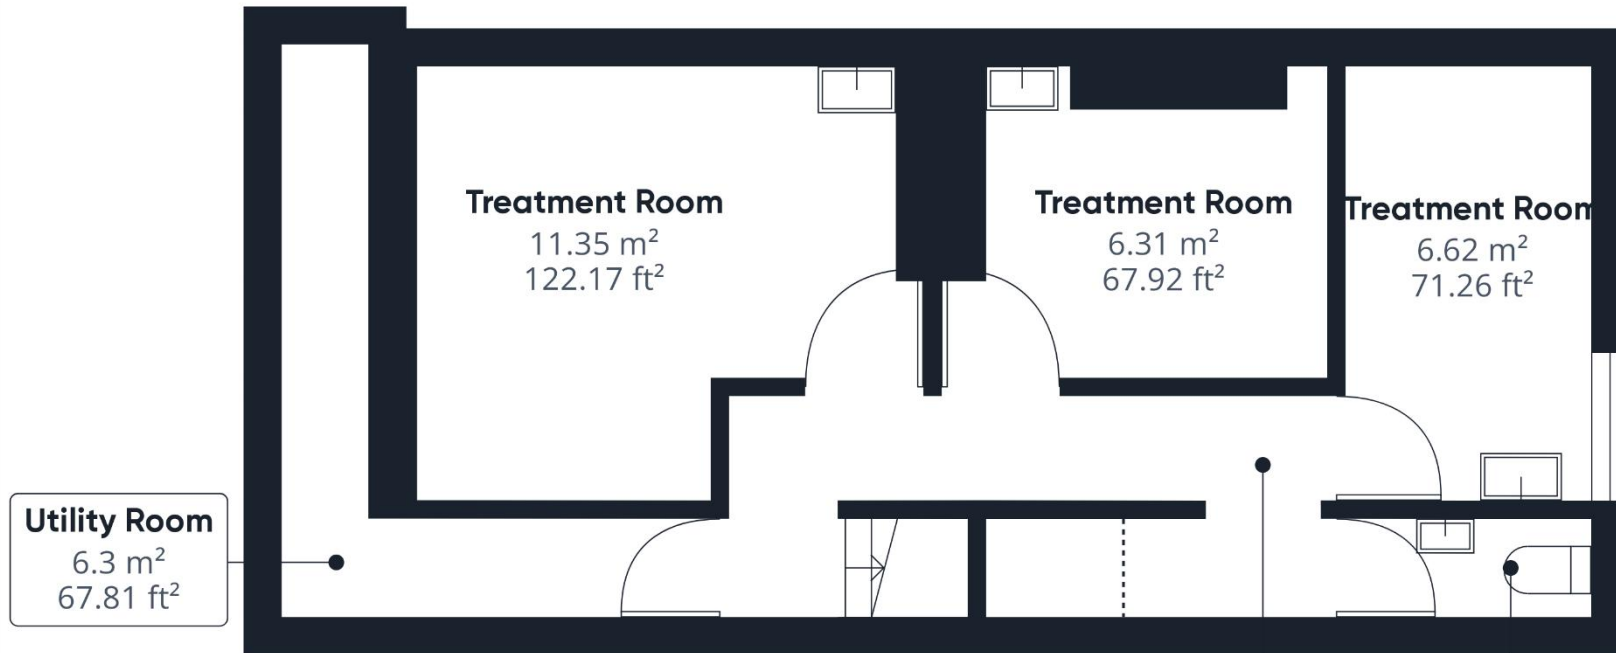 Treatment Room
11.35 m²
122.17 ft²
Treatment Room
6.31 m²
67.92 ft²
Treatment Room
6.62 m²
71.26 ft²
Utility Room
6.3 m²
67.81 ft²